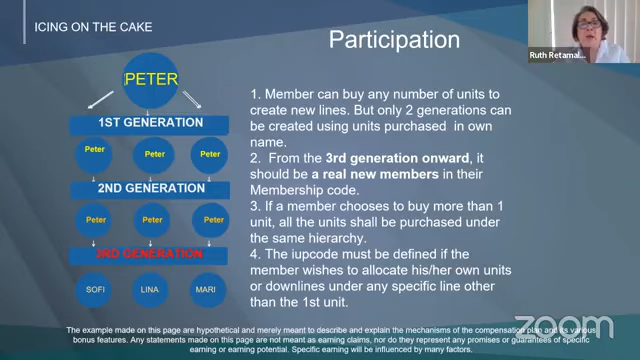 ICING ON THE CAKE
Participation
Ruth Retamal...
PETER
1ST GENERATION
Peter
Peter
Peter
2ND GENERATION
Peter
Peter
Peter
3RD GENERATION
SOFI
LINA
MARI
1. Member can buy any number of units to
create new lines. But only 2 generations can
be created using units purchased in own
name.
2. From the 3rd generation onward, it
should be a real new members in their
Membership code.
3. If a member chooses to buy more than 1
unit, all the units shall be purchased under
the same hierarchy.
4. The iupcode must be defined if the
member wishes to allocate his/her own units
or downlines under any specific line other
than the 1st unit.
zoom
The example made on this page are hypothetical and merely meant to describe and explain the mechanisms of the compensation plan and its various
bonus features. Any statements made on this page are not meant as earning claims, nor do they represent any promises or guarantees of specific
earning or earning potential. Specific earning will be influenced by many factors.